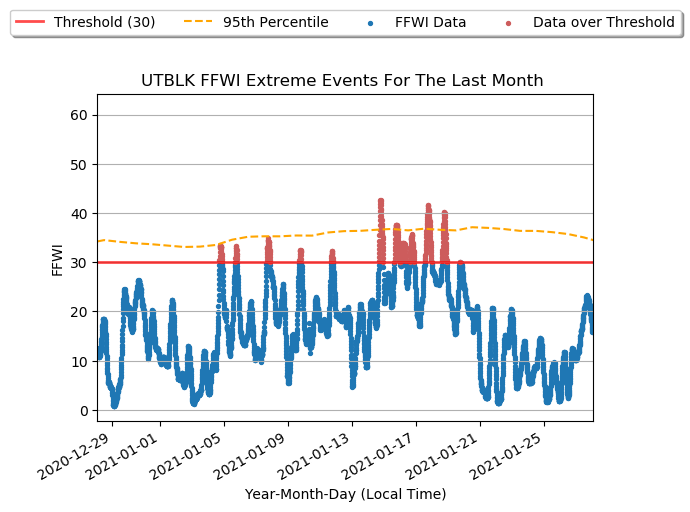 Threshold (30) 95th Percentile FFWI Data Data over Threshold
UTBLK FFWI Extreme Events For The Last Month
FFWI
60
50
40
30
20
10
0
2020-12-29 2021-01-01 2021-01-05 2021-01-09 2021-01-13 2021-01-17 2021-01-21 2021-01-25
Year-Month-Day (Local Time)